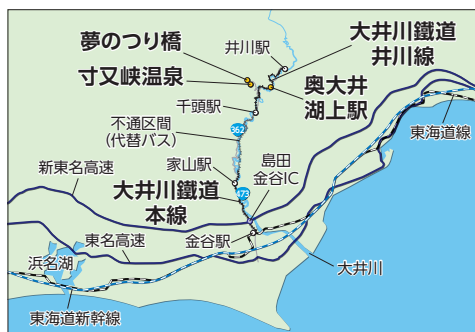 夢のつり橋
寸又峡温泉
井川駅
大井川鐵道
井川線
奥大井
湖上駅
千頭駅
不通区間
(代替バス)
362
東海道線
家山駅
島田
金谷IC
新東名高速
大井川鐵道
本線
473
東名高速
金谷駅
浜名湖
大井川
東海道新幹線